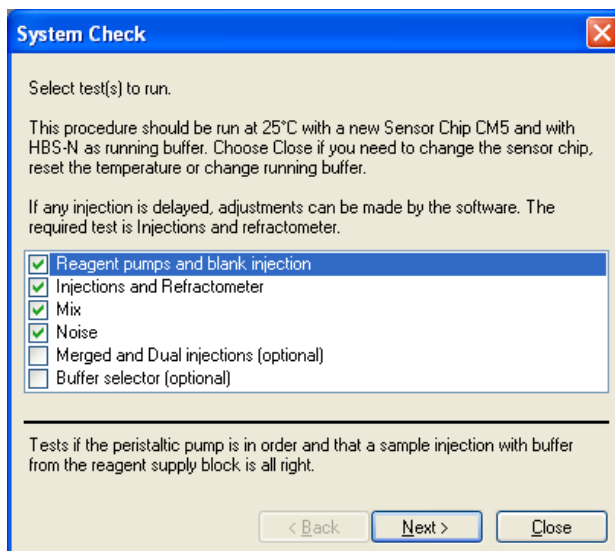 System Check
Select test(s) to run.
This procedure should be run at 25°C with a new Sensor Chip CM5 and with
HBS-N as running buffer. Choose Close if you need to change the sensor chip,
reset the temperature or change running buffer.
If any injection is delayed, adjustments can be made by the software. The
required test is Injections and refractometer.
Reagent pumps and blank injection
Injections and Refractometer
Mix
Noise
Merged and Dual injections (optional)
Buffer selector (optional)
Tests if the peristaltic pump is in order and that a sample injection with buffer
from the reagent supply block is all right.
< Back Next > Close